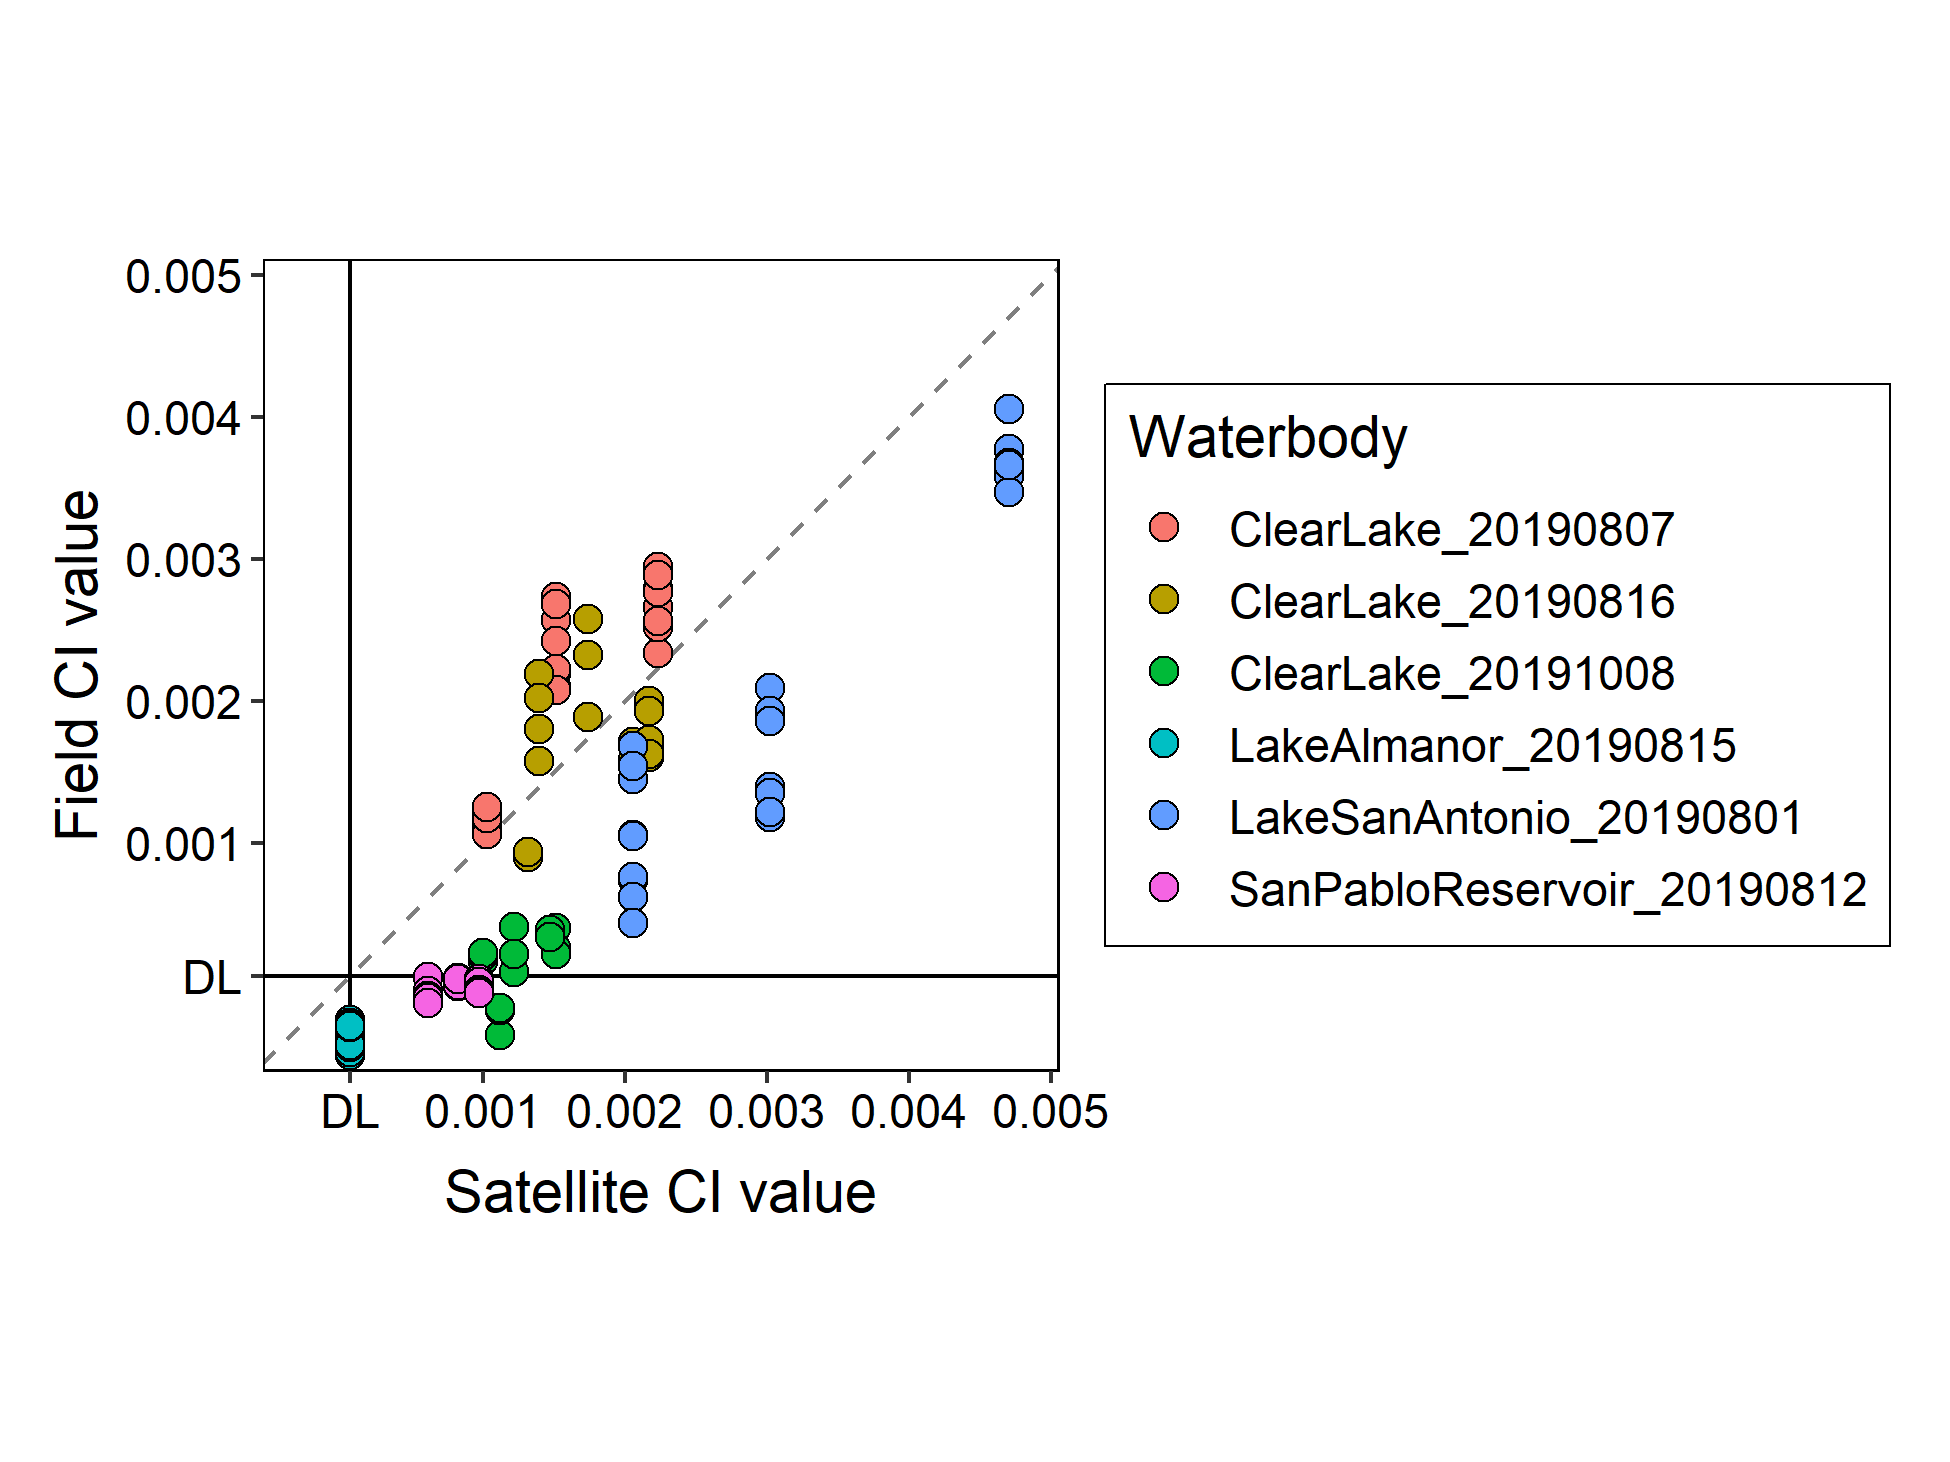 0.005
0.004
0.003
0.002
0.001
DL
Field CI value
DL 0.001 0.002 0.003 0.004 0.005
Satellite CI value
Waterbody
ClearLake_20190807
ClearLake_20190816
ClearLake_20191008
LakeAlmanor_20190815
LakeSanAntonio_20190801
SanPabloReservoir_20190812